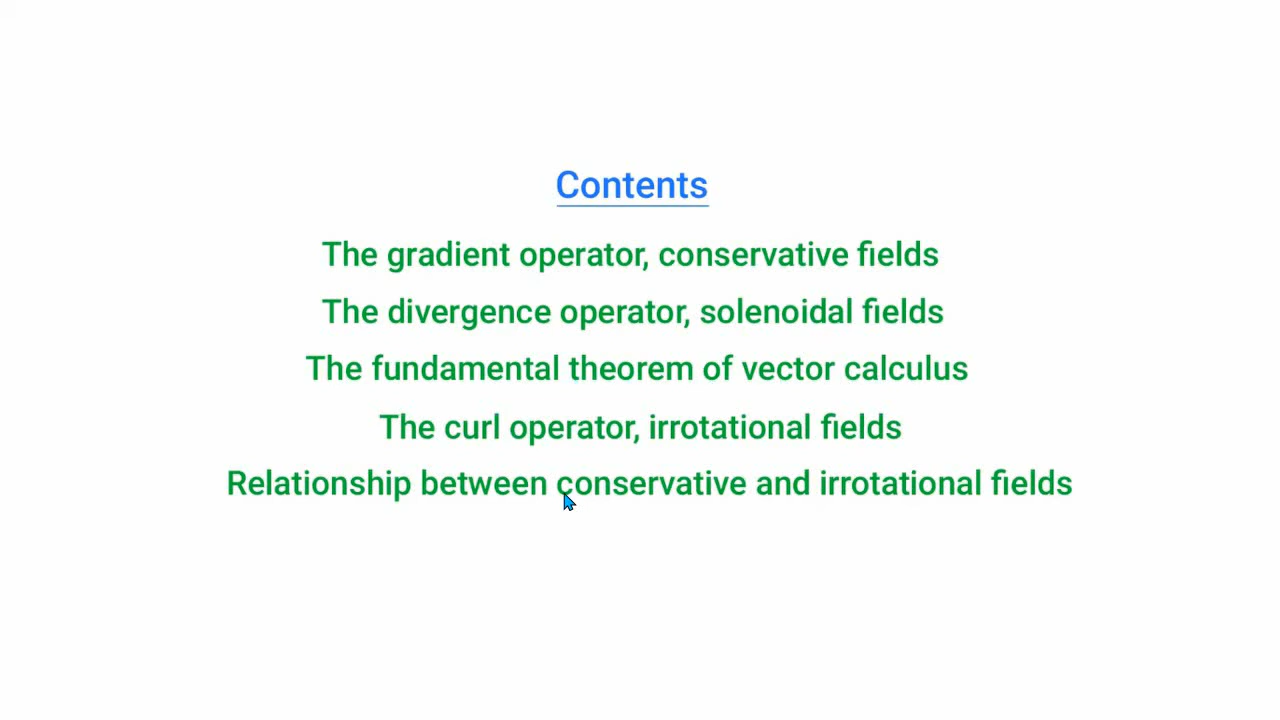 Contents
The gradient operator, conservative fields
The divergence operator, solenoidal fields
The fundamental theorem of vector calculus
The curl operator, irrotational fields
Relationship between conservative and irrotational fields